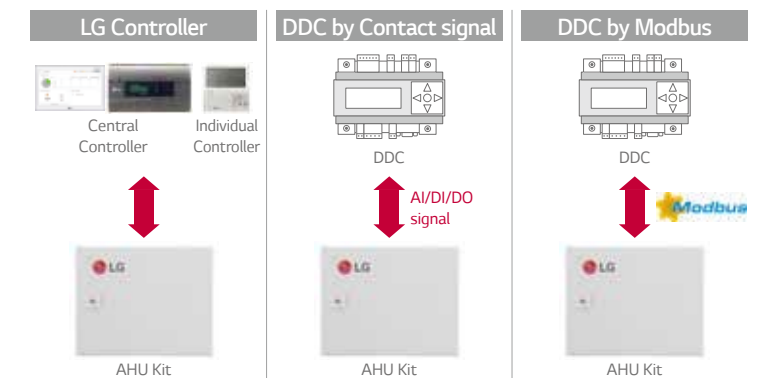 LG Controller
Central
Controller
Individual
Controller
LG
AHU Kit
DDC by Contact signal
DDC
AI/DI/DO
signal
LG
AHU Kit
DDC by Modbus
DDC
Modbus
LG
AHU Kit